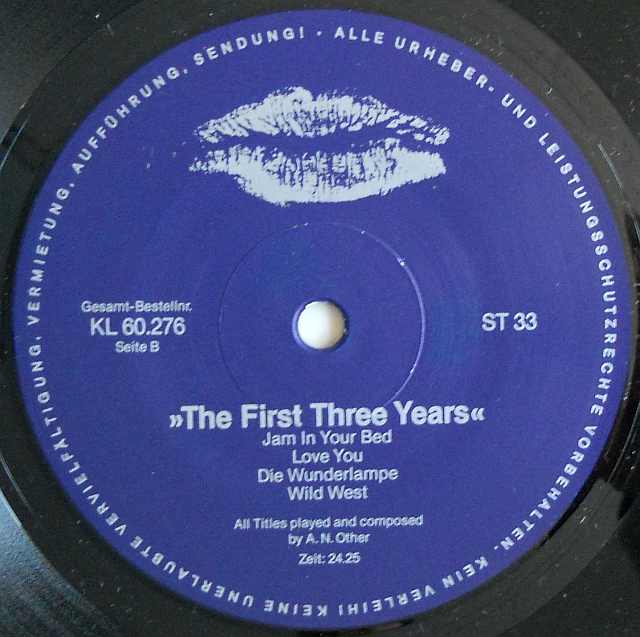 ALLE URHEBER- UND LEISTUNGSSCHUTZRECHTE VORBEHALTEN. KEIN VERLEIH! KEINE UNERLAUBTE VERVIELFÄLTIGUNG, VERMIETUNG, AUFFÜHRUNG, SENDUNG! ·
Gesamt-Bestellnr.
KL 60.276
Seite B
ST 33
»The First Three Years«
Jam In Your Bed
Love You
Die Wunderlampe
Wild West
All Titles played and composed
by A. N. Other
Zeit: 24.25